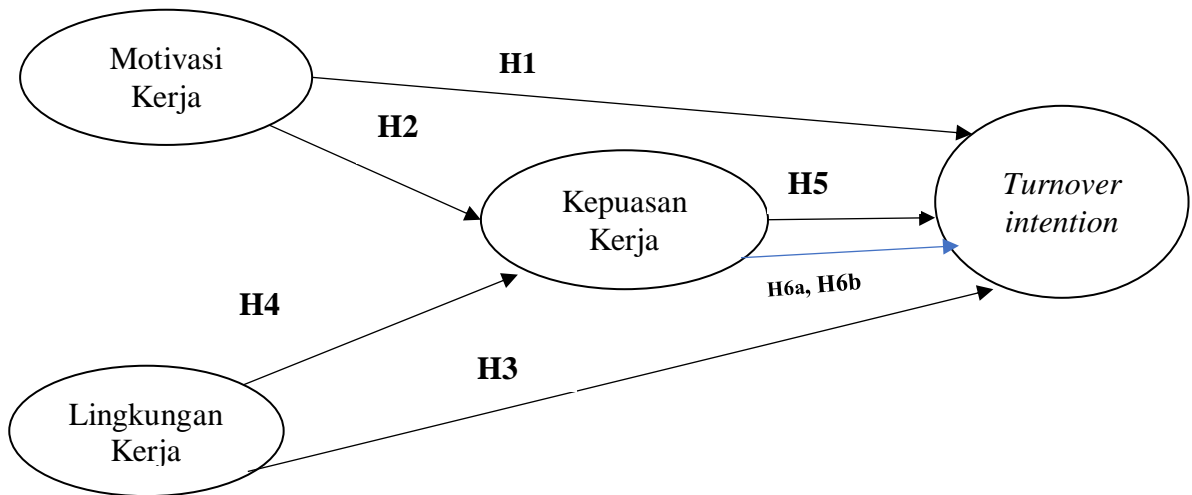 Motivasi
Kerja
H1
H2
Kepuasan
Kerja
H5
Turnover
intention
H6a, H6b
H4
H3
Lingkungan
Kerja